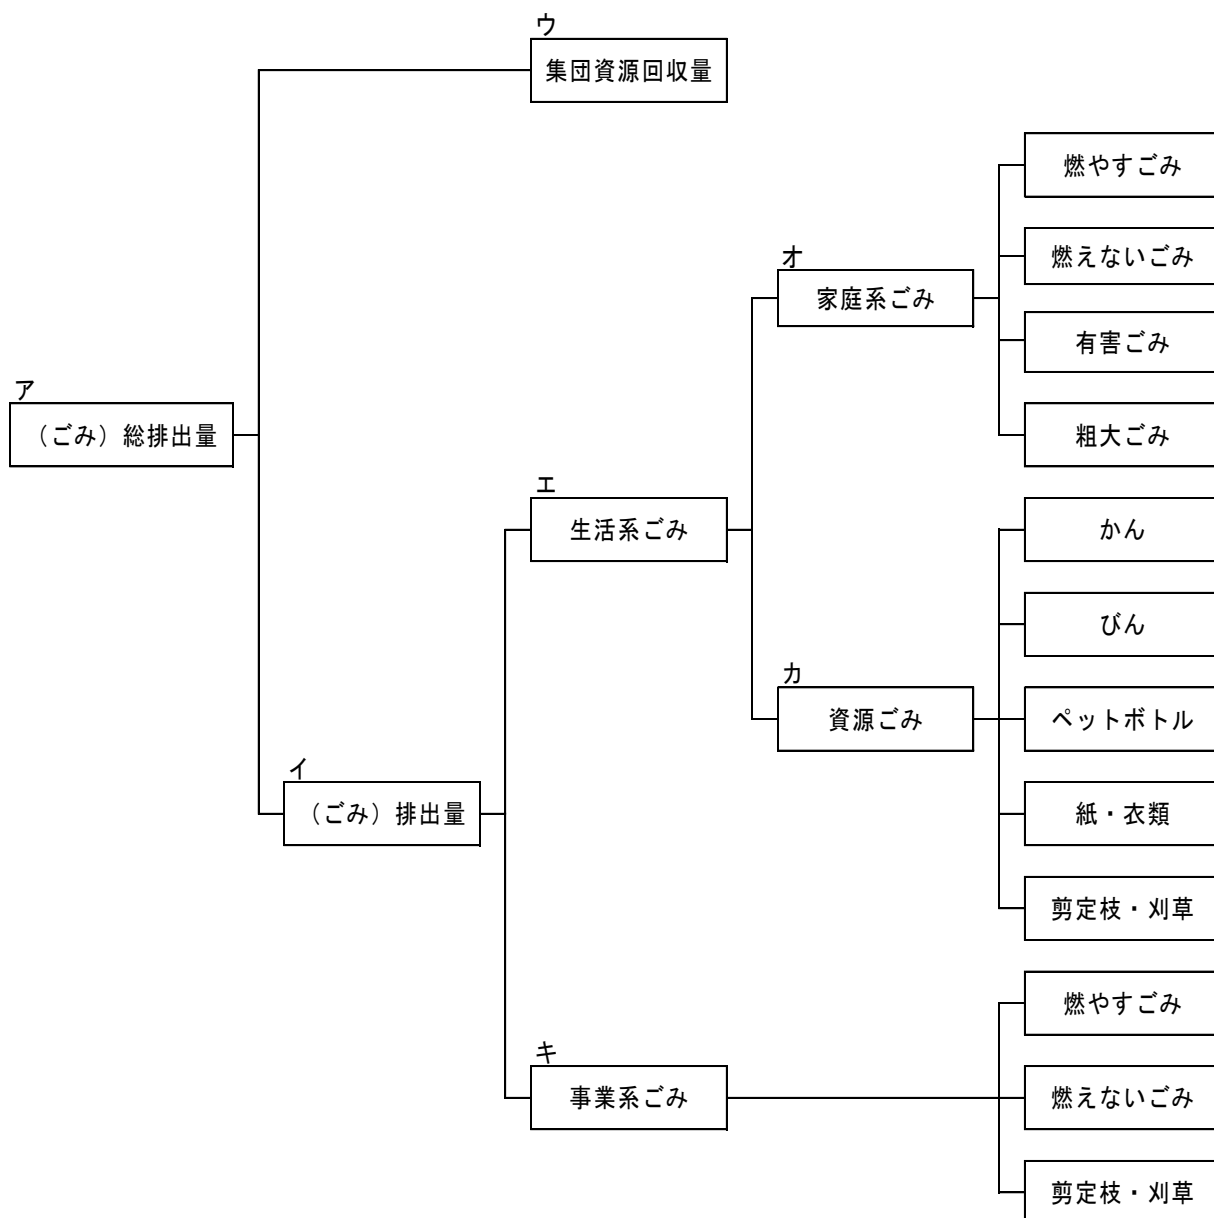 ウ
集団資源回収量
燃やすごみ
燃えないごみ
オ
家庭系ごみ
有害ごみ
ア
（ごみ）総排出量
粗大ごみ
エ
生活系ごみ
かん
びん
カ
資源ごみ
ペットボトル
イ
（ごみ）排出量
紙・衣類
剪定枝・刈草
燃やすごみ
キ
事業系ごみ
燃えないごみ
剪定枝・刈草